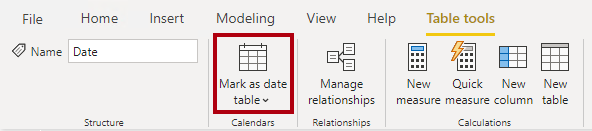 File Home Insert Modeling View Help Table tools
Name Date
Mark as date
table
Manage
relationships
New
measure
Quick
measure
New
column
New
table
Structure Calendars Relationships Calculations